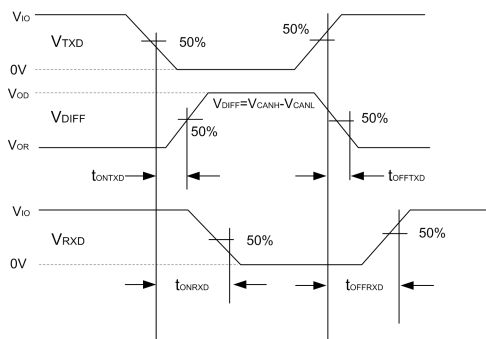 VIO
VTXD
50%
50%
0V
VOD
VDIFF=VCANH-VCANL
VDIFF
50%
50%
VOR
tONTXD
tOFFTXD
VIO
VRXD
50%
50%
0V
tONRXD
tOFFRXD